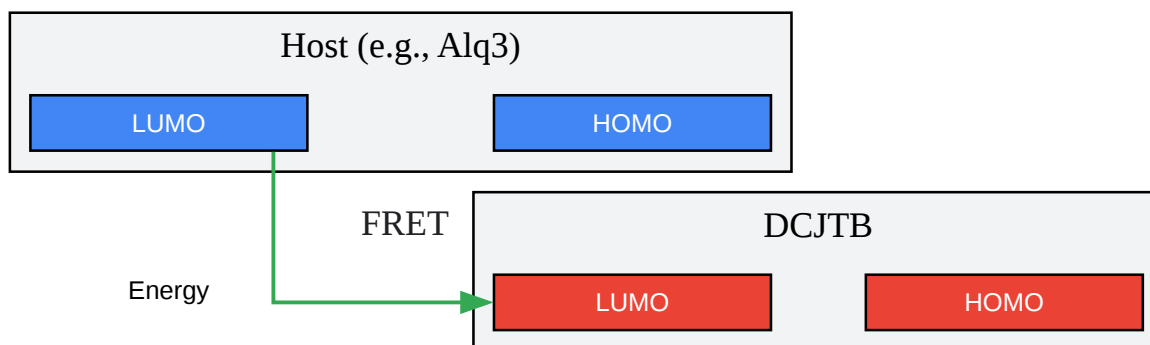 Host (e.g., Alq3)
LUMO
HOMO
FRET
DCJTB
Energy
LUMO
HOMO